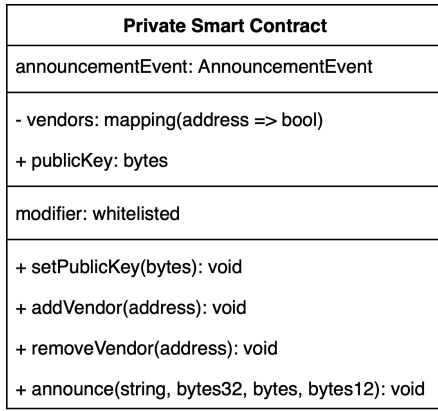 Private Smart Contract
announcementEvent: AnnouncementEvent
- vendors: mapping(address => bool)
+ publicKey: bytes
modifier: whitelisted
+ setPublicKey(bytes): void
+ addVendor(address): void
+ removeVendor(address): void
+ announce(string, bytes32, bytes, bytes12): void